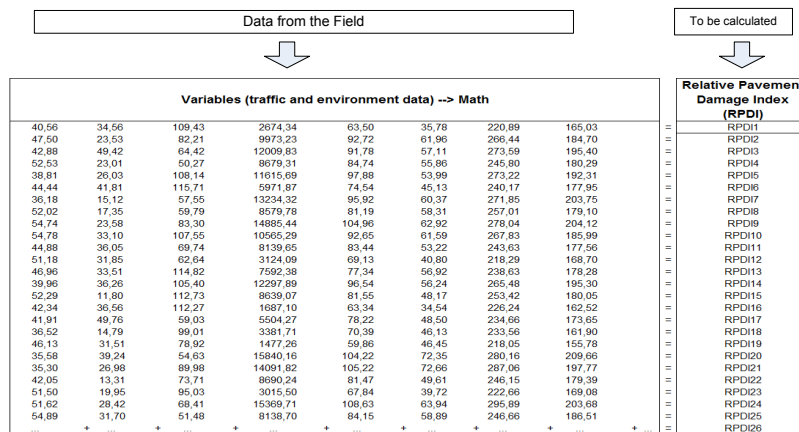 Data from the Field To be calculated
Variables (traffic and environment data) --> Math
Relative Pavemen
Damage Index
(RPDI)
40,56 34,56 109,43 2674,34 63,50 35,78 220,89 165,03 = RPDI1
47,50 23,53 82,21 9973,23 92,72 61,96 266,44 184,70 = RPDI2
42,88 49,42 64,42 12009,83 91,78 57,11 273,59 195,40 = RPDI3
52,53 23,01 50,27 8679,31 84,74 55,86 245,80 180,29 = RPDI4
38,81 26,03 108,14 11615,69 97,88 53,99 273,22 192,31 = RPDI5
44,44 41,81 115,71 5971,87 74,54 45,13 240,17 177,95 = RPDI6
36,18 15,12 57,55 13234,32 95,92 60,37 271,85 203,75 = RPDI7
52,02 17,35 59,79 8579,78 81,19 58,31 257,01 179,10 = RPDI8
54,74 23,58 83,30 14885,44 104,96 62,92 278,04 204,12 = RPDI9
54,78 33,10 107,55 10565,29 92,65 61,59 267,83 185,99 = RPDI10
44,88 36,05 69,74 8139,65 83,44 53,22 243,63 177,56 = RPDI11
51,18 31,85 62,64 3124,09 69,13 40,80 218,29 168,70 = RPDI12
46,96 33,51 114,82 7592,38 77,34 56,92 238,63 178,28 = RPDI13
39,96 36,26 105,40 12297,89 96,54 56,24 265,48 195,30 = RPDI14
52,29 11,80 112,73 8639,07 81,55 48,17 253,42 180,05 = RPDI15
42,34 36,56 112,27 1687,10 63,34 34,54 226,24 162,52 = RPDI16
41,91 49,76 59,03 5504,27 78,22 48,50 234,66 173,65 = RPDI17
36,52 14,79 99,01 3381,71 70,39 46,13 233,56 161,90 = RPDI18
46,13 31,51 78,92 1477,26 59,86 46,45 218,05 155,78 = RPDI19
35,58 39,24 54,63 15840,16 104,22 72,35 280,16 209,66 = RPDI20
35,30 26,98 89,98 14091,82 105,22 72,66 287,06 197,77 = RPDI21
42,05 13,31 73,71 8690,24 81,47 49,61 246,15 179,39 = RPDI22
51,50 19,95 95,03 3015,50 67,84 39,72 222,66 169,08 = RPDI23
51,62 28,42 68,41 15369,71 108,63 63,94 295,89 203,68 = RPDI24
54,89 31,70 51,48 8138,70 84,15 58,89 246,66 186,51 = RPDI25
... + ... + ... + ... + ... + ... + ... + ... + ... = RPDI26